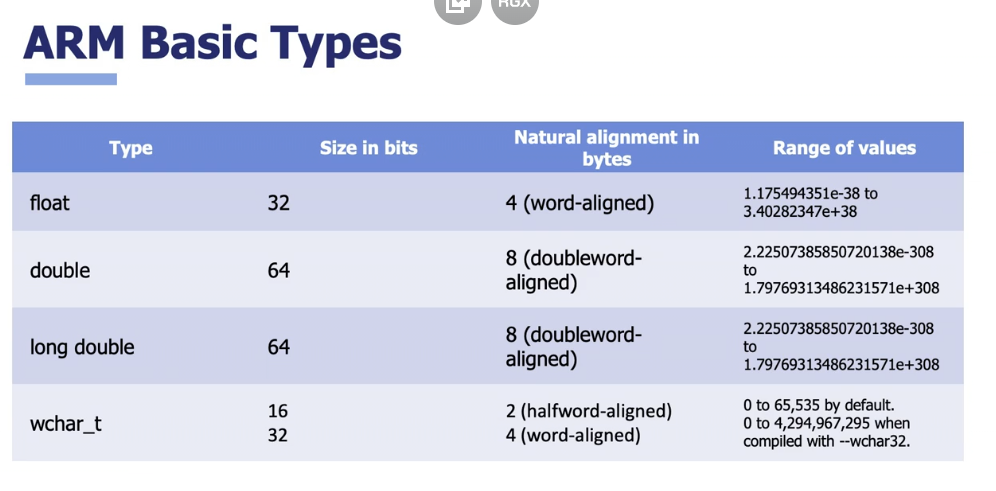 RGX
ARM Basic Types
Type Size in bits Natural alignment in bytes Range of values
float 32 4 (word-aligned) 1.175494351e-38 to
3.40282347e+38
double 64 8 (doubleword-
aligned) 2.22507385850720138e-308
to
1.79769313486231571e+308
long double 64 8 (doubleword-
aligned) 2.22507385850720138e-308
to
1.79769313486231571e+308
wchar_t 16
32 2 (halfword-aligned)
4 (word-aligned) 0 to 65,535 by default.
0 to 4,294,967,295 when
compiled with --wchar32.